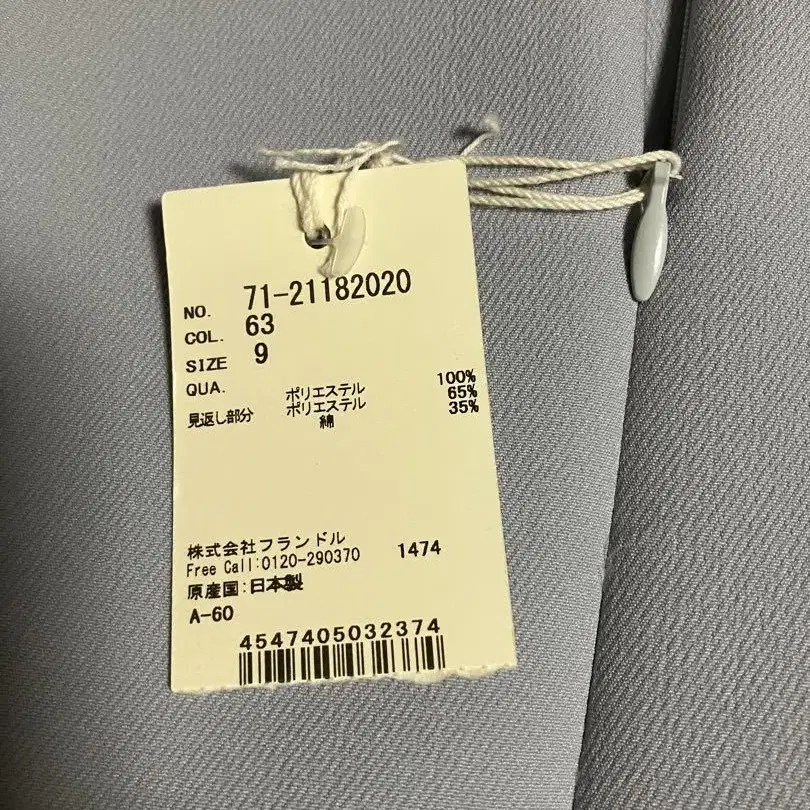 NO. 71-21182020
COL. 63
SIZE 9
QUA.
ポリエステル 100%
見返し部分 ポリエステル 65%
綿 35%
株式会社フランドル
Free Call:0120-290370 1474
原産国:日本製
A-60
4547405032374